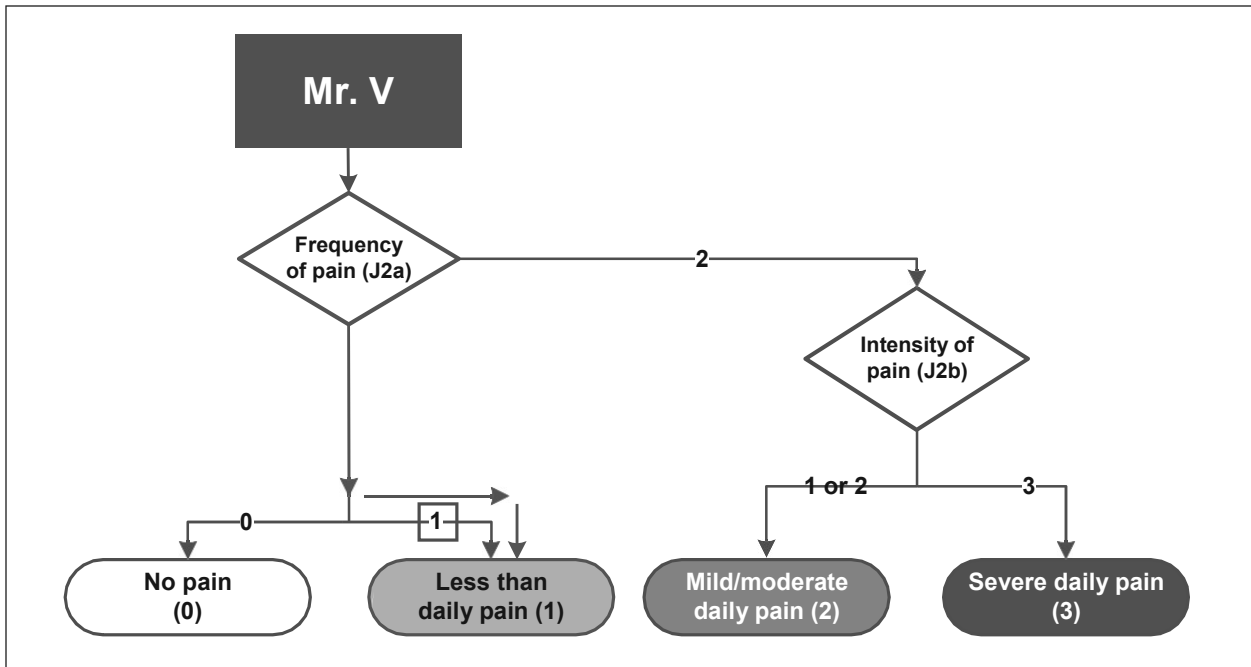 Mr. V
Frequency
of pain (J2a)
2
Intensity of
pain (J2b)
1 or 2
3
0
1
No pain
(0)
Less than
daily pain (1)
Mild/moderate
daily pain (2)
Severe daily pain
(3)